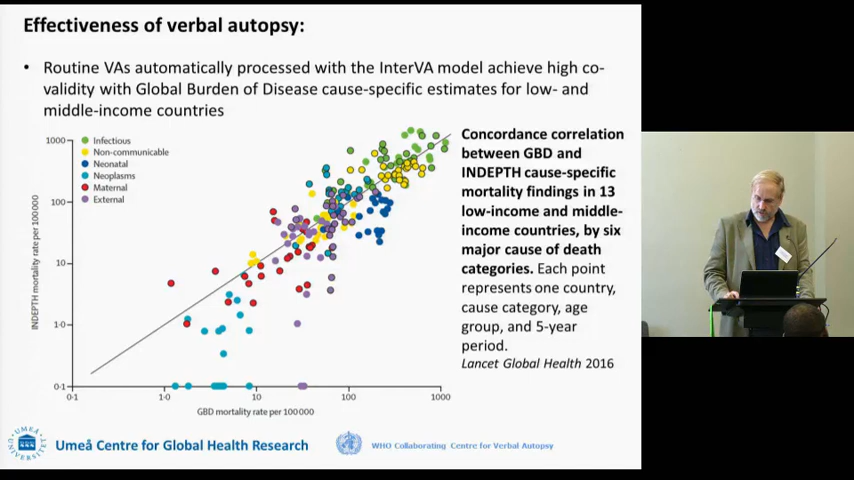 Effectiveness of verbal autopsy:
• Routine VAs automatically processed with the InterVA model achieve high co-
validity with Global Burden of Disease cause-specific estimates for low- and
middle-income countries
Infectious
Non-communicable
Neonatal
Neoplasms
Maternal
External
INDEPTH mortality rate per 100 000
1000
100
10
1·0
0·1
0·1
1·0
10
100
1000
GBD mortality rate per 100 000
Concordance correlation
between GBD and
INDEPTH cause-specific
mortality findings in 13
low-income and middle-
income countries, by six
major cause of death
categories. Each point
represents one country,
cause category, age
group, and 5-year
period.
Lancet Global Health 2016
Umeå Centre for Global Health Research
WHO Collaborating Centre for Verbal Autopsy